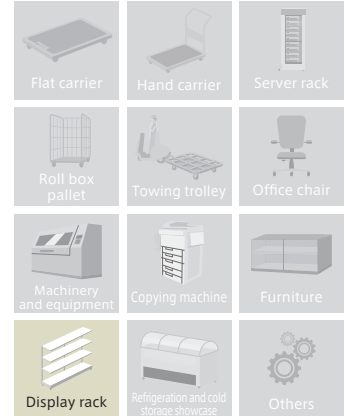 Flat carrier
Hand carrier
Server rack
Roll box
pallet
Towing trolley
Office chair
Machinery
and equipment
Copying machine
Furniture
Display rack
Refrigeration and cold
storage showcase
Others